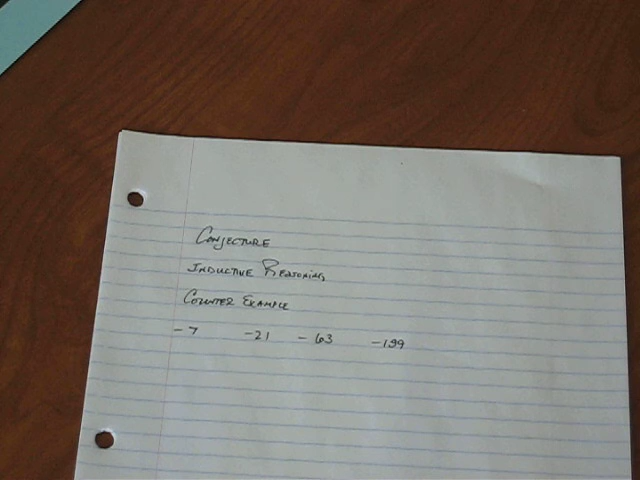 Conjecture
Inductive Reasoning
Counter Example
-7 -21 -63 -189